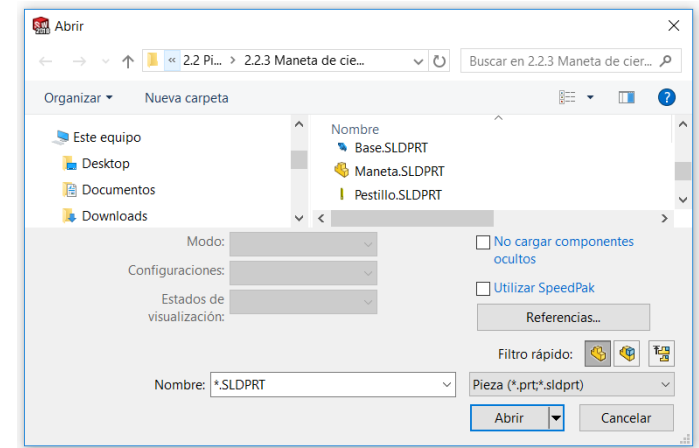 SW
2018
Abrir
« 2.2 Pi... > 2.2.3 Maneta de cie...
Buscar en 2.2.3 Maneta de cier...
Organizar
Nueva carpeta
?
Este equipo
Desktop
Documentos
Downloads
Nombre
Base.SLDPRT
Maneta.SLDPRT
Pestillo.SLDPRT
Modo:
Configuraciones:
Estados de
visualización:
No cargar componentes
ocultos
Utilizar SpeedPak
Referencias...
Filtro rápido:
Nombre: *.SLDPRT
Pieza (*.prt;*.sldprt)
Abrir
Cancelar